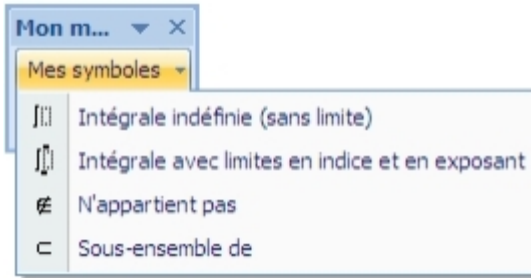 Mon m...
Mes symboles
Intégrale indéfinie (sans limite)
Intégrale avec limites en indice et en exposant
∉ N'appartient pas
⊂ Sous-ensemble de